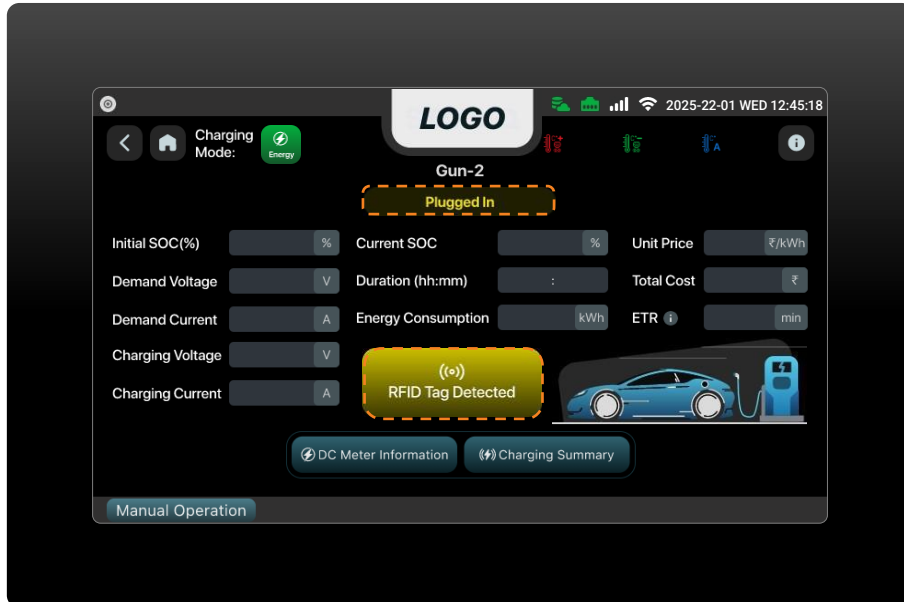 LOGO
2025-22-01 WED 12:45:18
Charging
Mode:
Energy
A
Gun-2
Plugged In
Initial SOC(%) %
Current SOC %
Unit Price ₹/kWh
Demand Voltage V
Duration (hh:mm) :
Total Cost ₹
Demand Current A
Energy Consumption kWh
ETR min
Charging Voltage V
Charging Current A
RFID Tag Detected
DC Meter Information
Charging Summary
Manual Operation